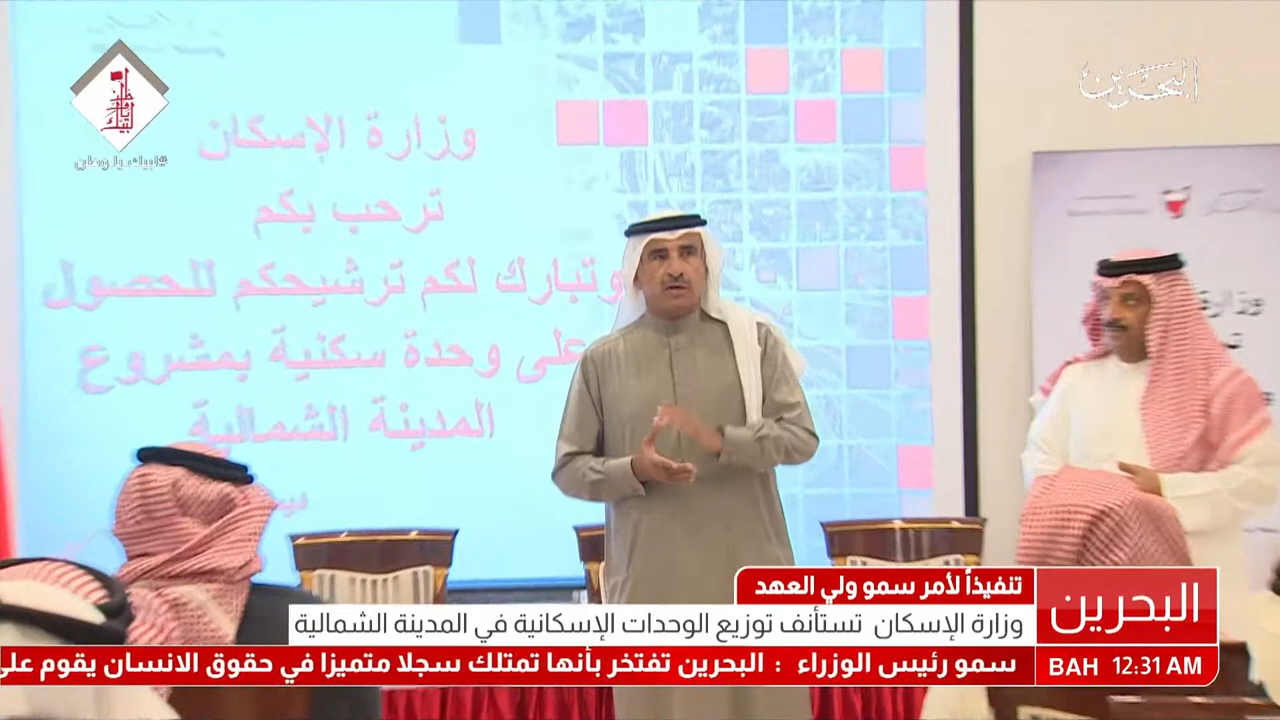 البحرين
#لبيك_يا_وطن
وزارة الإسكان
ترحب بكم
وتبارك لكم ترشيحكم للحصول
على وحدة سكنية بمشروع
المدينة الشمالية
وزارة
تنفيذاً لأمر سمو ولي العهد
وزارة الإسكان تستأنف توزيع الوحدات الإسكانية في المدينة الشمالية
البحرين
سمو رئيس الوزراء : البحرين تفتخر بأنها تمتلك سجلا متميزا في حقوق الانسان يقوم على
BAH 12:31 AM